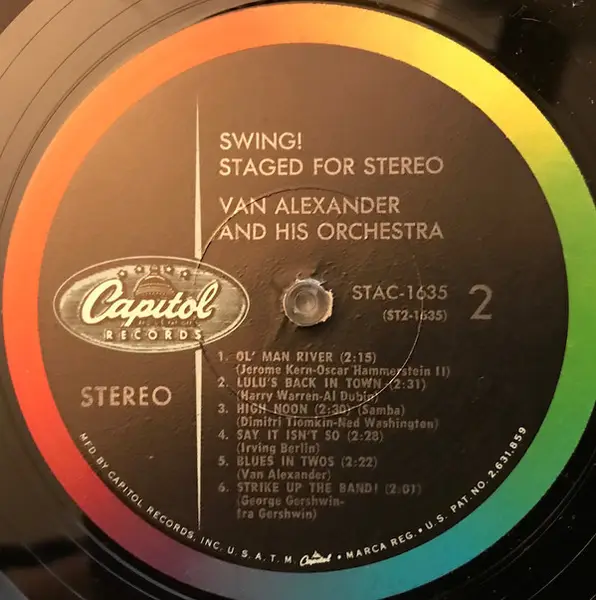 SWING!
STAGED FOR STEREO
VAN ALEXANDER
AND HIS ORCHESTRA
Capitol
RECORDS
STAC-1635
(ST2-1635)
2
STEREO
1. OL' MAN RIVER (2:15)
(Jerome Kern-Oscar Hammerstein II)
2. LULU'S BACK IN TOWN (2:31)
(Harry Warren-Al Dubin)
3. HIGH NOON (2:30) (Samba)
(Dimitri Tiomkin-Ned Washington)
4. SAY IT ISN'T SO (2:28)
(Irving Berlin)
5. BLUES IN TWOS (2:22)
(Van Alexander)
6. STRIKE UP THE BAND! (2:01)
(George Gershwin-
Ira Gershwin)
MFD. BY CAPITOL RECORDS, INC. U. S. A. T. M. Capitol • MARCA REG. • U. S. PAT. NO. 2,631,859